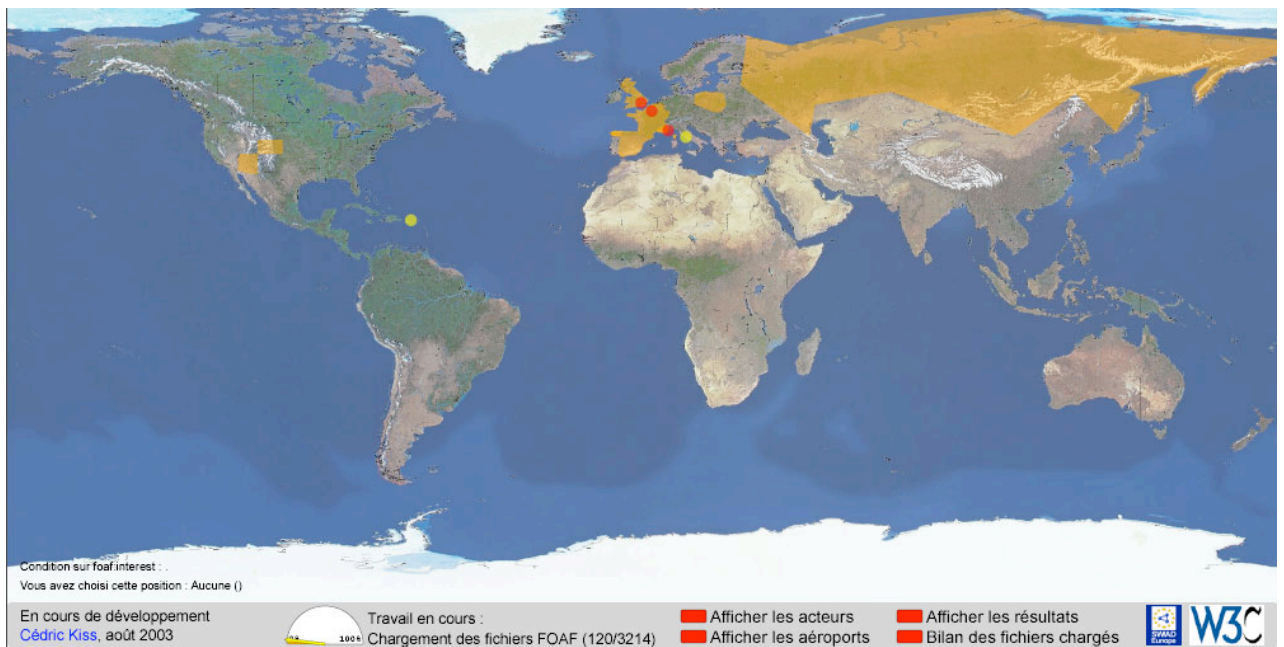 Condition sur foaf:interest : .
Vous avez choisi cette position : Aucune ()
En cours de développement
Cédric Kiss, août 2003
100%
Travail en cours :
Chargement des fichiers FOAF (120/3214)
Afficher les acteurs
Afficher les aéroports
Afficher les résultats
Bilan des fichiers chargés
SWAD
Europe
W3C